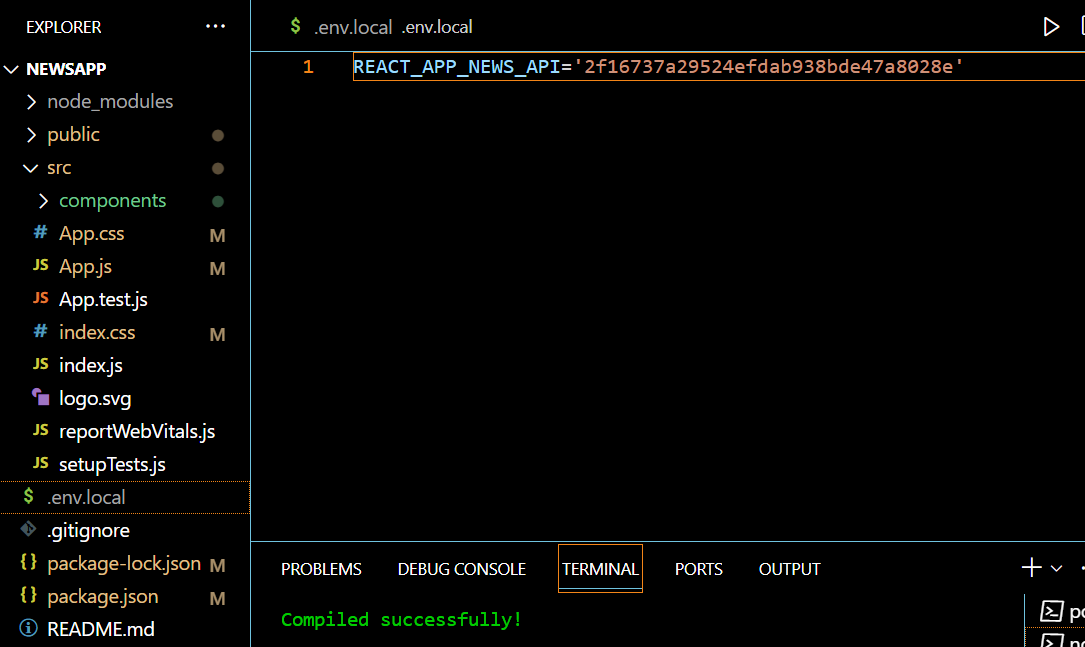 EXPLORER ...
NEWSAPP
node_modules
public
src
components
# App.css M
JS App.js M
JS App.test.js
# index.css M
JS index.js
logo.svg
JS reportWebVitals.js
JS setupTests.js
$ .env.local
.gitignore
{} package-lock.json M
{} package.json M
README.md
$ .env.local .env.local
1 REACT_APP_NEWS_API='2f16737a29524efdab938bde47a8028e'
PROBLEMS DEBUG CONSOLE TERMINAL PORTS OUTPUT
Compiled successfully!